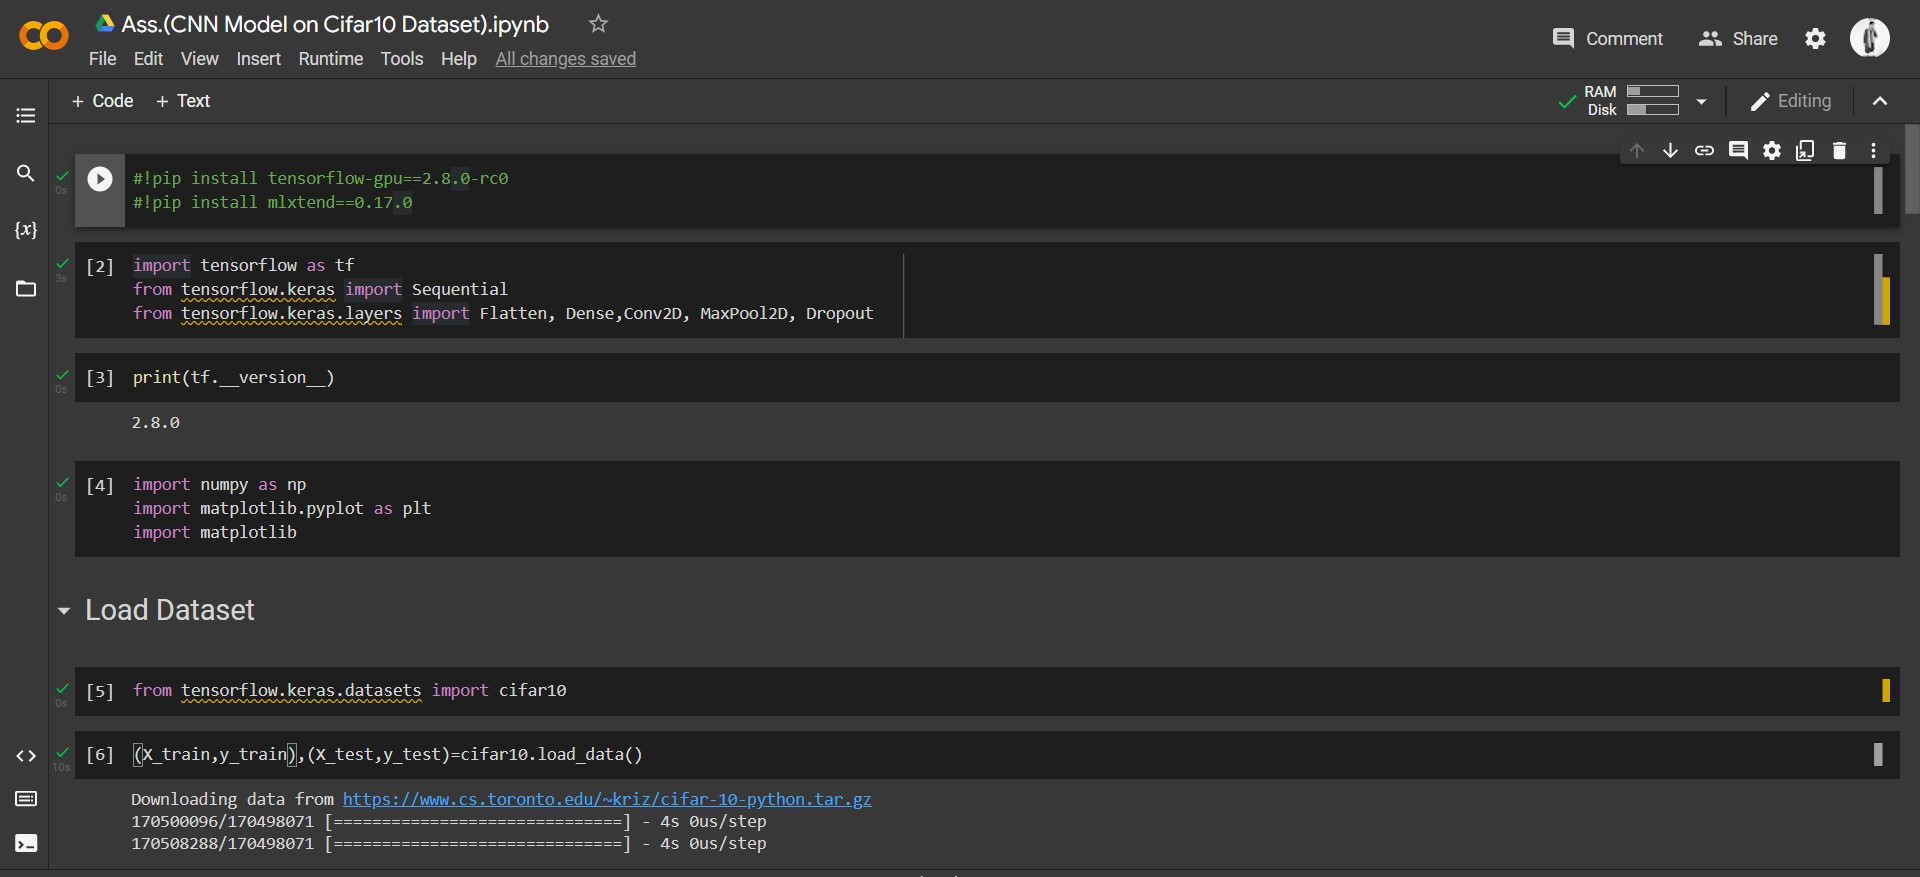 Ass.(CNN Model on Cifar10 Dataset).ipynb
File Edit View Insert Runtime Tools Help All changes saved
Comment Share
+ Code + Text
RAM
Disk
Editing
0s
#!pip install tensorflow-gpu==2.8.0-rc0
#!pip install mlxtend==0.17.0
{x}
3s
[2] import tensorflow as tf
from tensorflow.keras import Sequential
from tensorflow.keras.layers import Flatten, Dense,Conv2D, MaxPool2D, Dropout
0s
[3] print(tf.__version__)
2.8.0
0s
[4] import numpy as np
import matplotlib.pyplot as plt
import matplotlib
Load Dataset
0s
[5] from tensorflow.keras.datasets import cifar10
10s
[6] (X_train,y_train),(X_test,y_test)=cifar10.load_data()
Downloading data from https://www.cs.toronto.edu/~kriz/cifar-10-python.tar.gz
170500096/170498071 [==============================] - 4s 0us/step
170508288/170498071 [==============================] - 4s 0us/step